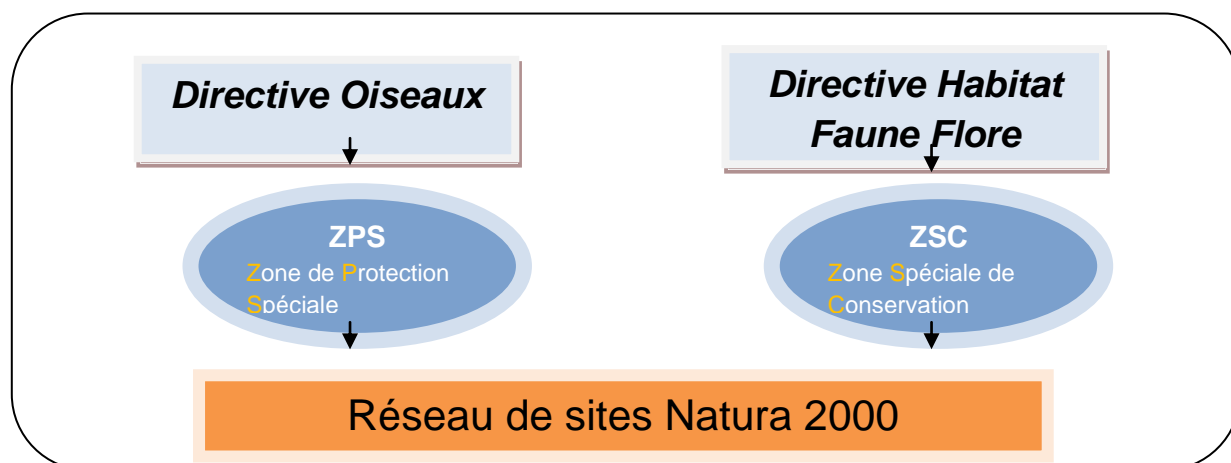 Directive Oiseaux
Directive Habitat
Faune Flore
ZPS
Zone de Protection
Spéciale
ZSC
Zone Spéciale de
Conservation
Réseau de sites Natura 2000